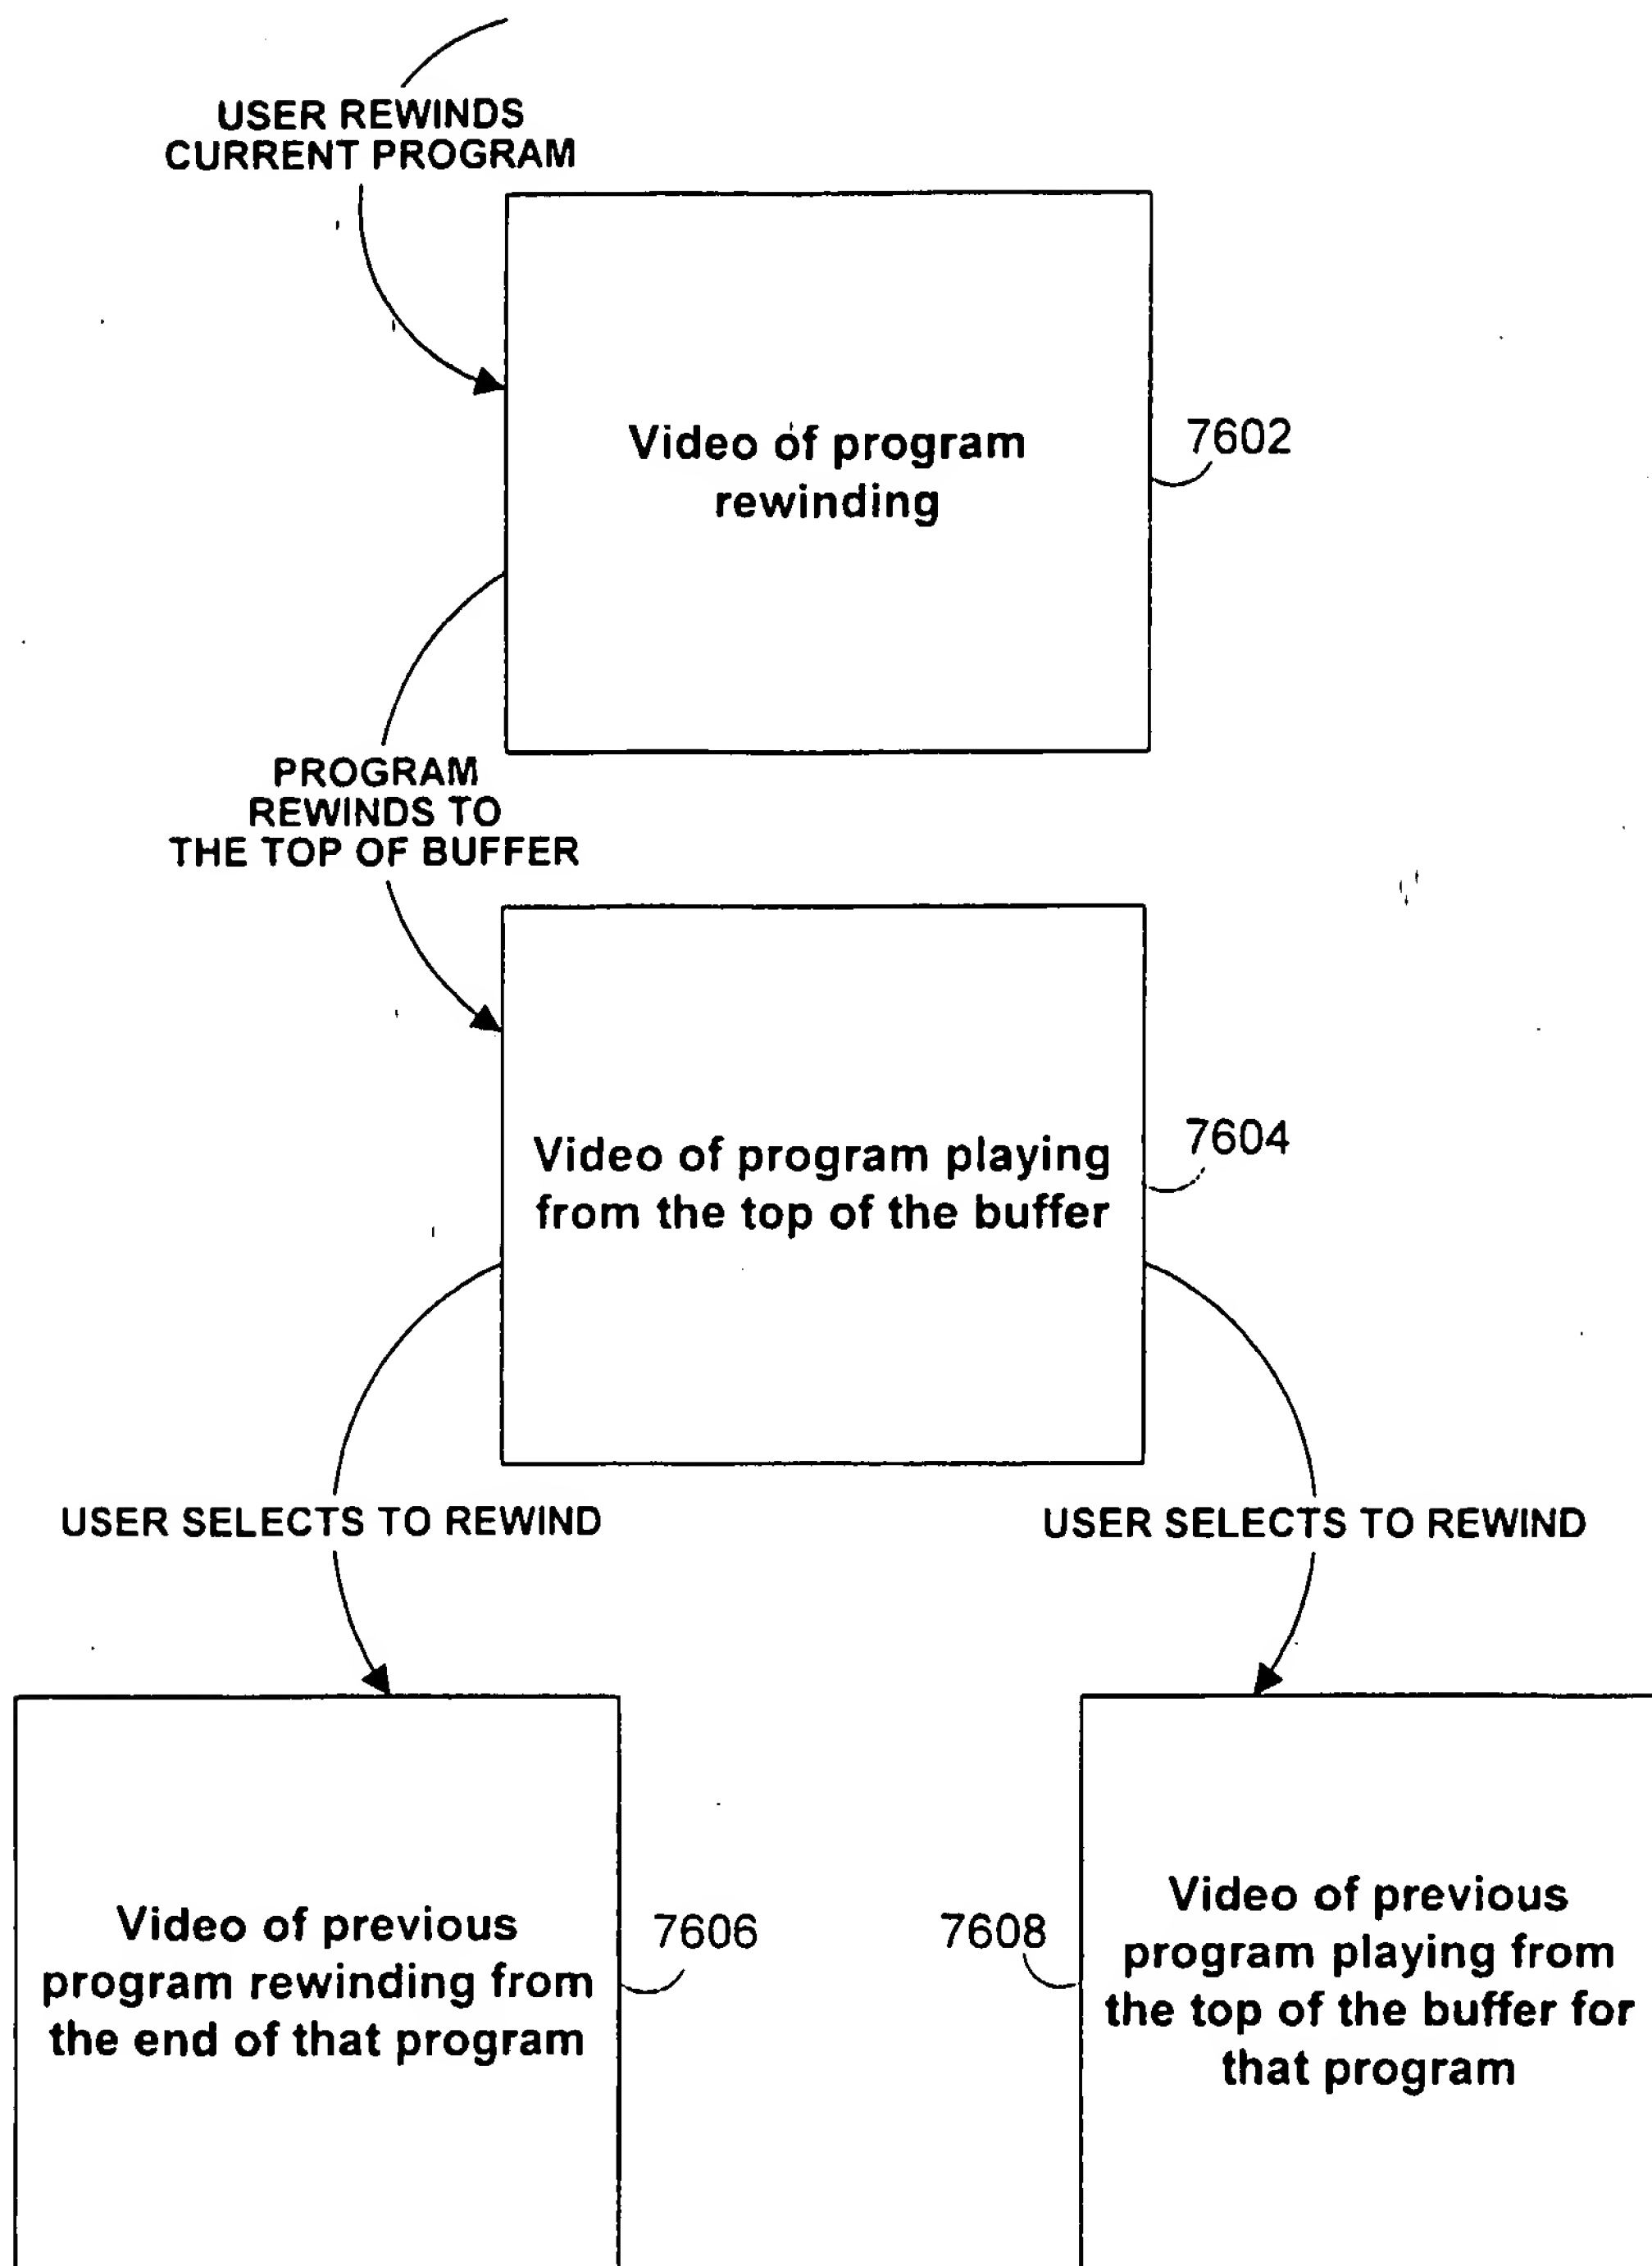 USER REWINDS
CURRENT PROGRAM
Video of program
rewinding
7602
PROGRAM
REWINDS TO
THE TOP OF BUFFER
Video of program playing
from the top of the buffer
7604
USER SELECTS TO REWIND
USER SELECTS TO REWIND
Video of previous
program rewinding from
the end of that program
7606
7608
Video of previous
program playing from
the top of the buffer for
that program